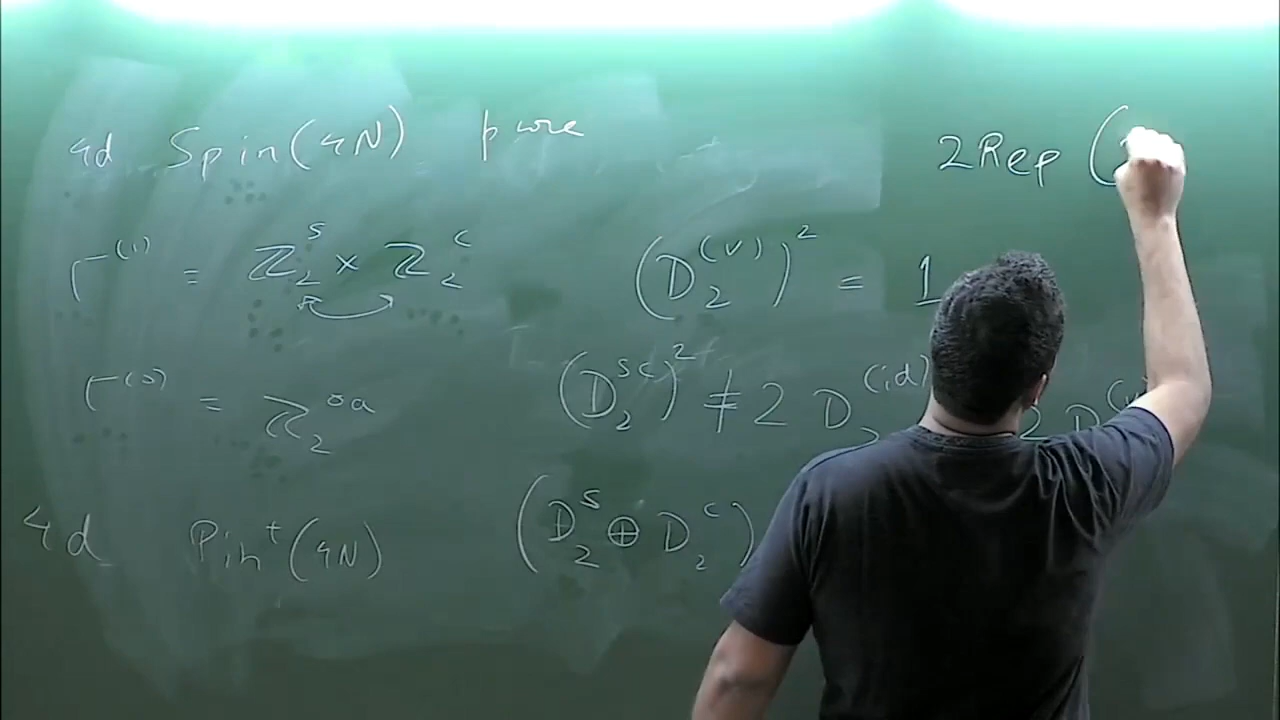 4d Spin(4N) pure
2Rep (
Γ^(1) = Z_2^S × Z_2^C
(D_2^(V))^2 = 1
Γ^(0) = Z_2
(D_2^{SC})^2 ≠ 2 D_2^(id) 2 D
4d Pin^+(4N)
(D_2^S ⊕ D_2^C)